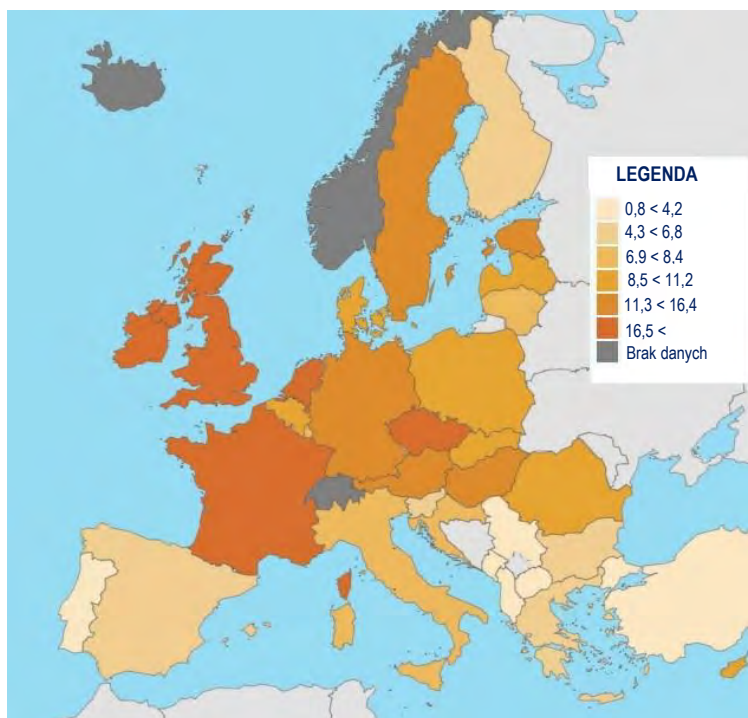 LEGENDA
0,8 < 4,2
4,3 < 6,8
6.9 < 8.4
8,5 < 11,2
11,3 < 16,4
16,5 <
Brak danych